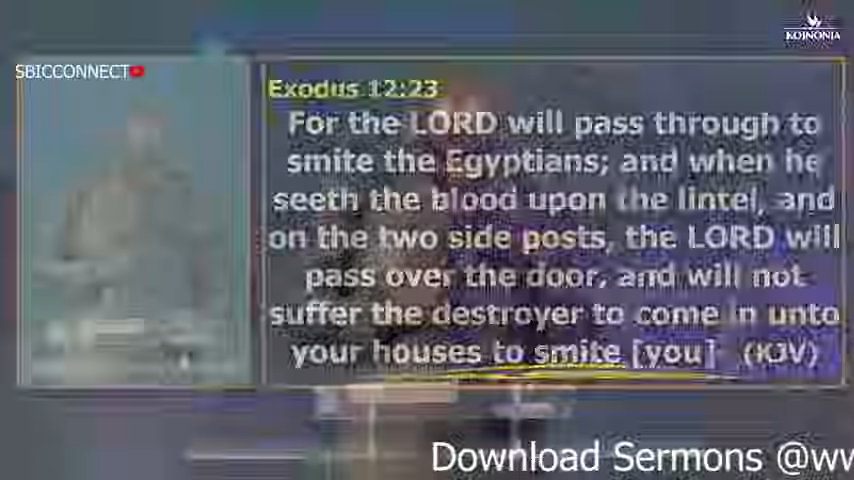 KOINONIA
SBICCONNECT
Exodus 12:23
For the LORD will pass through to
smite the Egyptians; and when he
seeth the blood upon the lintel, and
on the two side posts, the LORD will
pass over the door, and will not
suffer the destroyer to come in unto
your houses to smite [you] (KJV)
Download Sermons @